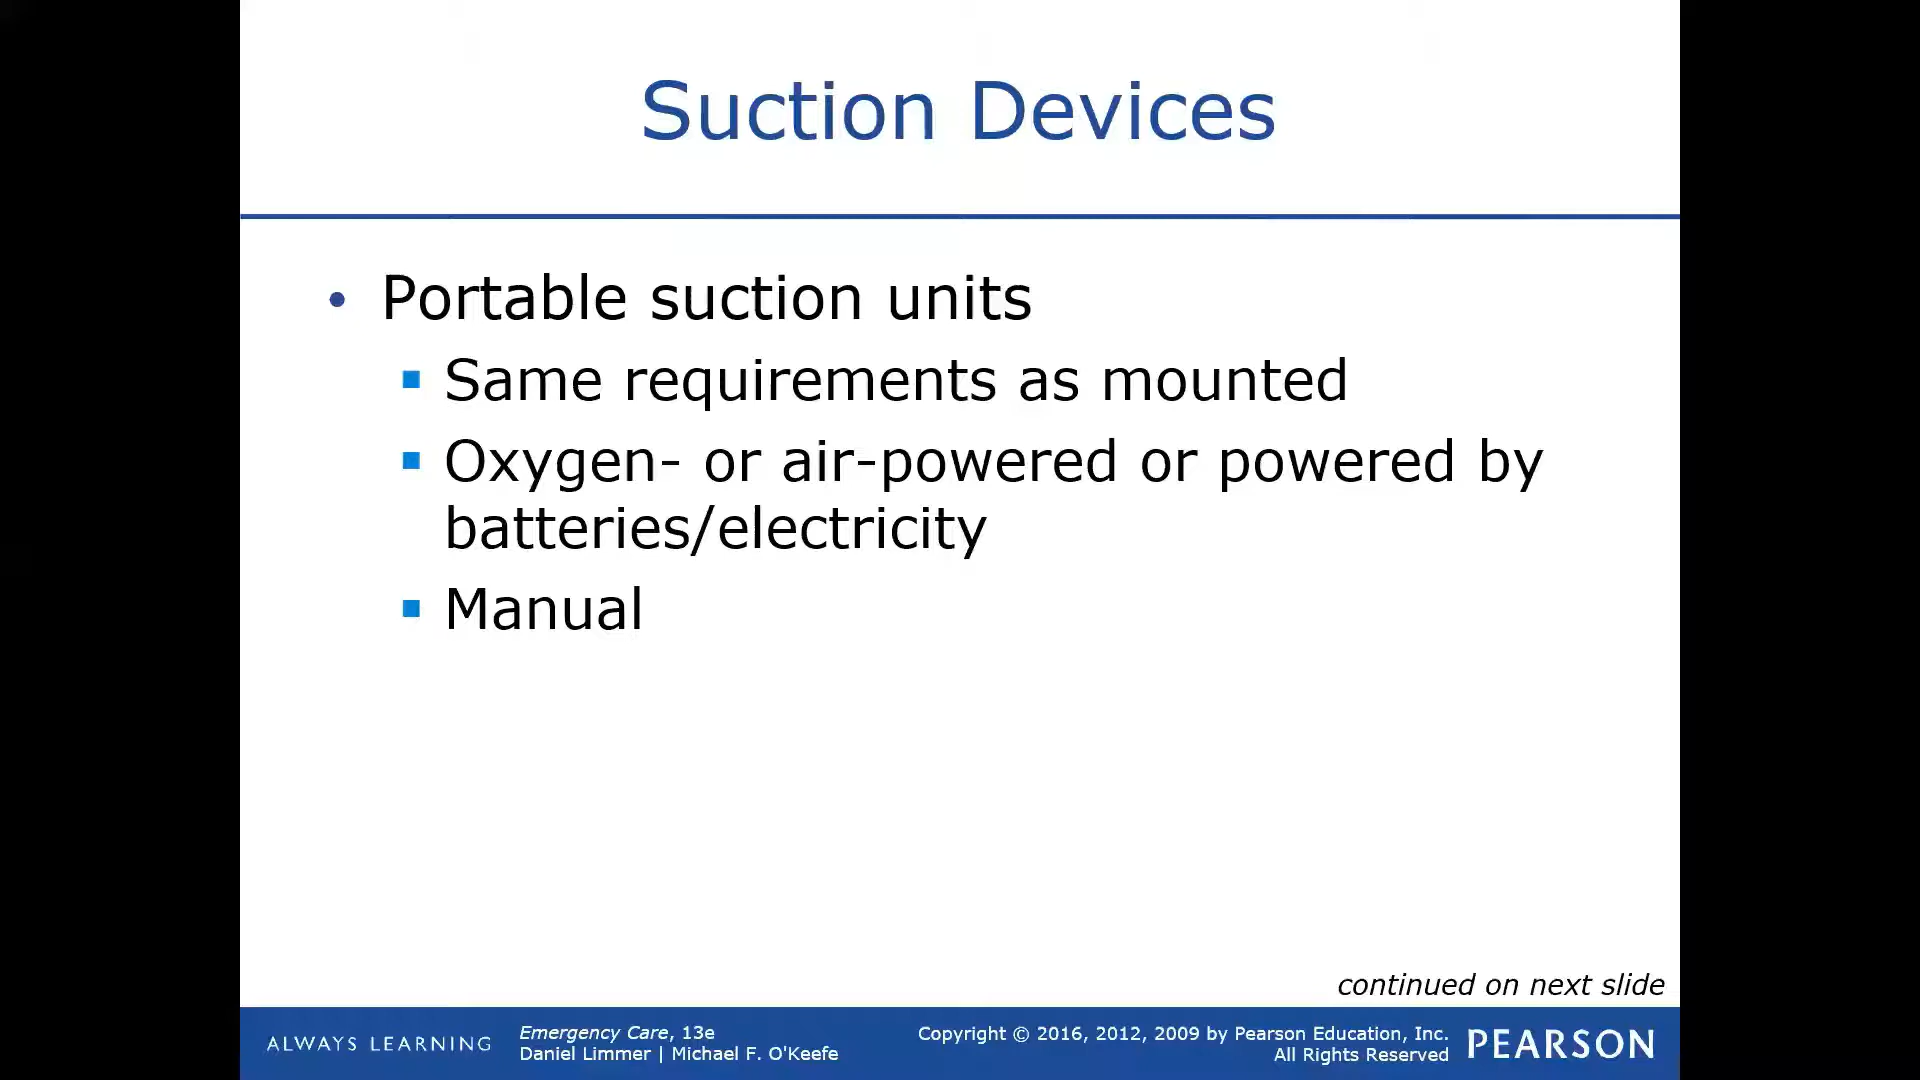 Suction Devices
• Portable suction units
▪ Same requirements as mounted
▪ Oxygen- or air-powered or powered by
batteries/electricity
▪ Manual
continued on next slide
ALWAYS LEARNING
Emergency Care, 13e
Daniel Limmer | Michael F. O'Keefe
Copyright © 2016, 2012, 2009 by Pearson Education, Inc.
All Rights Reserved
PEARSON